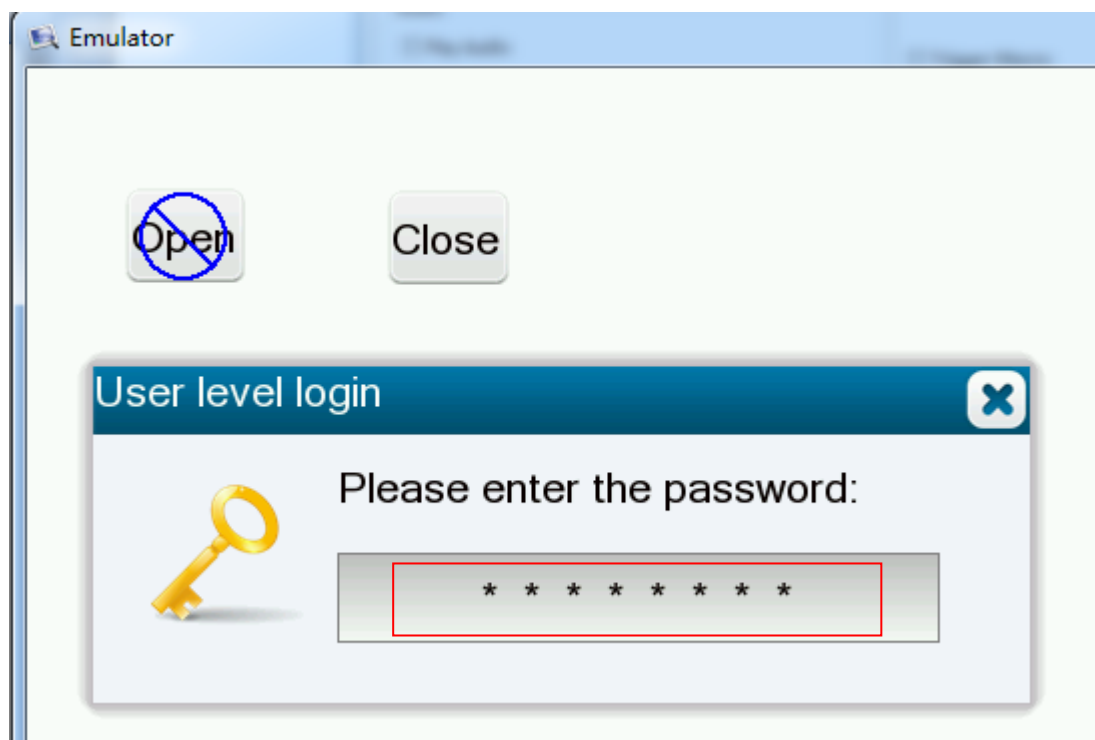 Emulator
Open
Close
User level login
Please enter the password:
* * * * * * * *